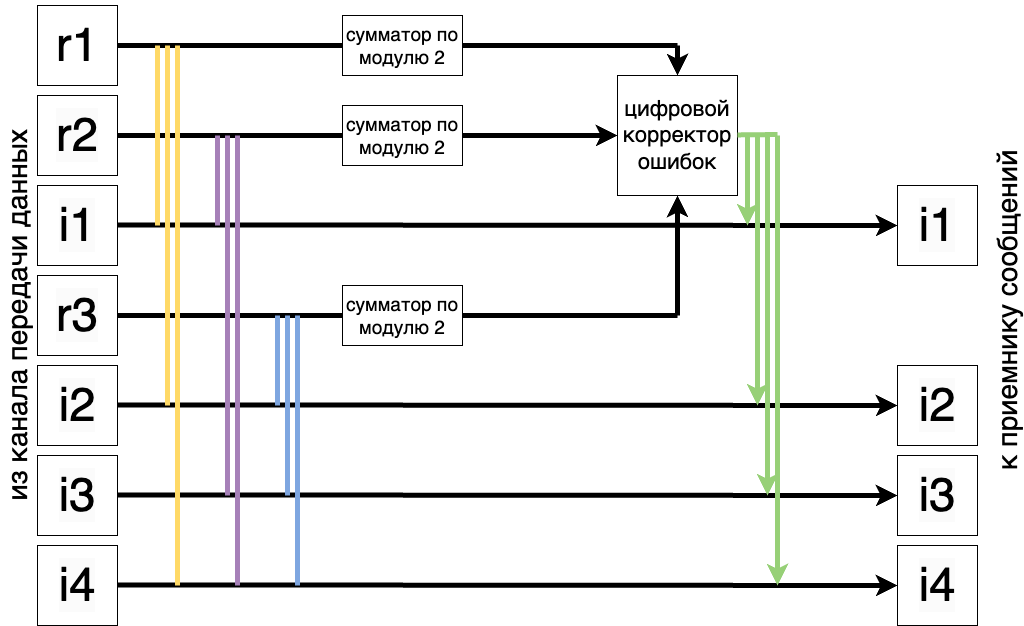 из канала передачи данных
r1
сумматор по
модулю 2
r2
сумматор по
модулю 2
цифровой
корректор
ошибок
i1
i1
r3
сумматор по
модулю 2
i2
i2
i3
i3
i4
i4
к приемнику сообщений